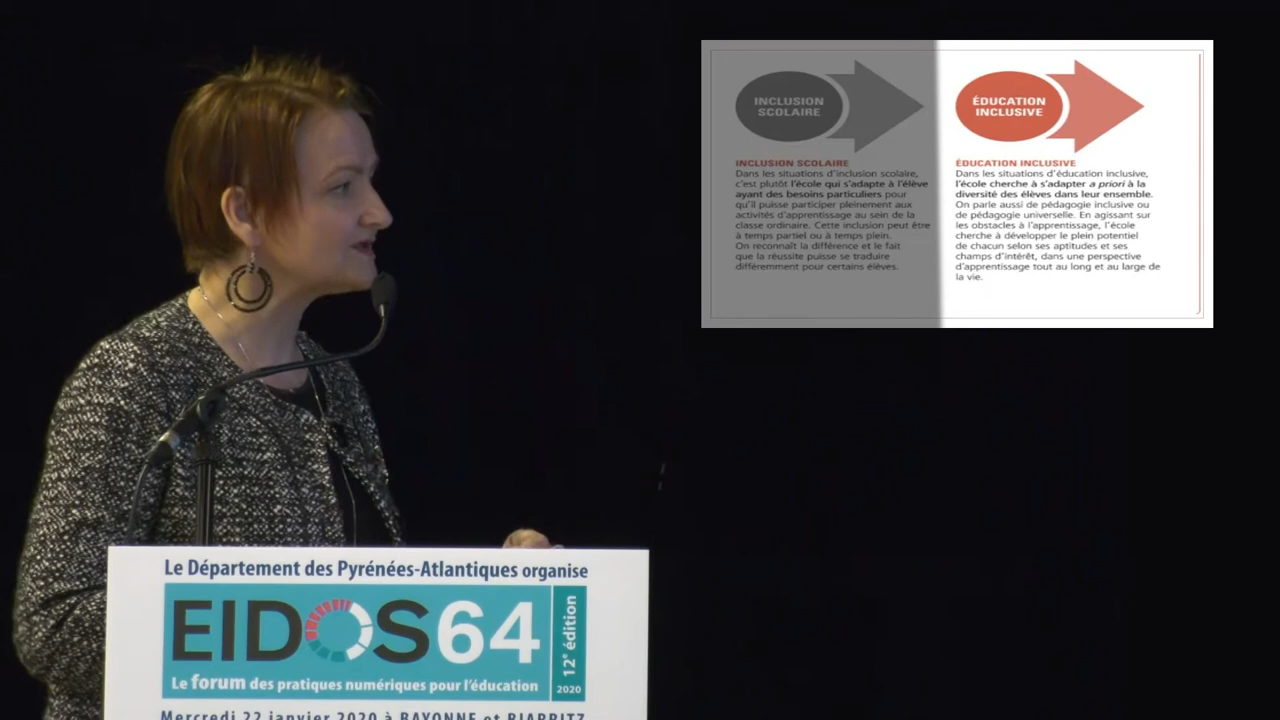 INCLUSION
SCOLAIRE
INCLUSION SCOLAIRE
Dans les situations d'inclusion scolaire,
c'est plutôt l'école qui s'adapte à l'élève
ayant des besoins particuliers pour
qu'il puisse participer pleinement aux
activités d'apprentissage au sein de la
classe ordinaire. Cette inclusion peut être
à temps partiel ou à temps plein.
On reconnaît la différence et le fait
que la réussite puisse se traduire
différemment pour certains élèves.
ÉDUCATION
INCLUSIVE
ÉDUCATION INCLUSIVE
Dans les situations d'éducation inclusive,
l'école cherche à s'adapter a priori à la
diversité des élèves dans leur ensemble.
On parle aussi de pédagogie inclusive ou
de pédagogie universelle. En agissant sur
les obstacles à l'apprentissage, l'école
cherche à développer le plein potentiel
de chacun selon ses aptitudes et ses
champs d'intérêt, dans une perspective
d'apprentissage tout au long et au large de
la vie.
Le Département des Pyrénées-Atlantiques organise
EIDOS64
12e édition
2020
Le forum des pratiques numériques pour l'éducation
Mercredi 22 janvier 2020 à BAYONNE et BIARRITZ